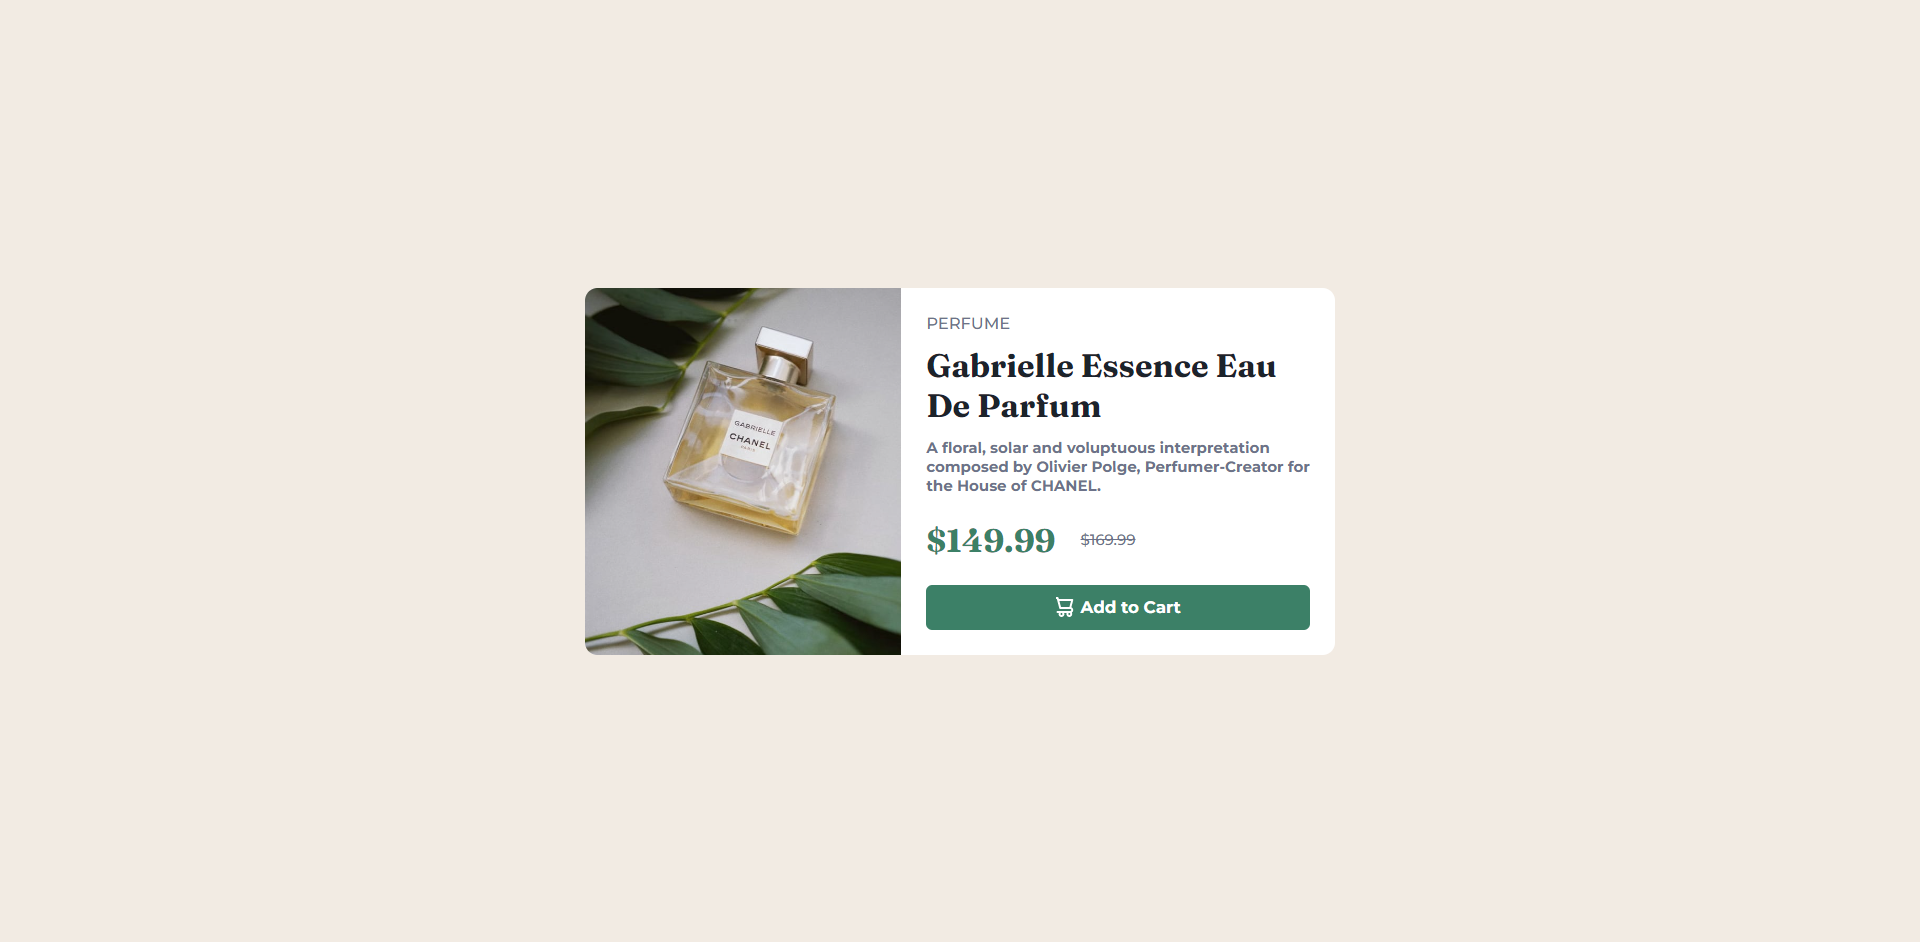 GABRIELLE
CHANEL
PARIS
PERFUME
Gabrielle Essence Eau
De Parfum
A floral, solar and voluptuous interpretation
composed by Olivier Polge, Perfumer-Creator for
the House of CHANEL.
$149.99 $169.99
Add to Cart